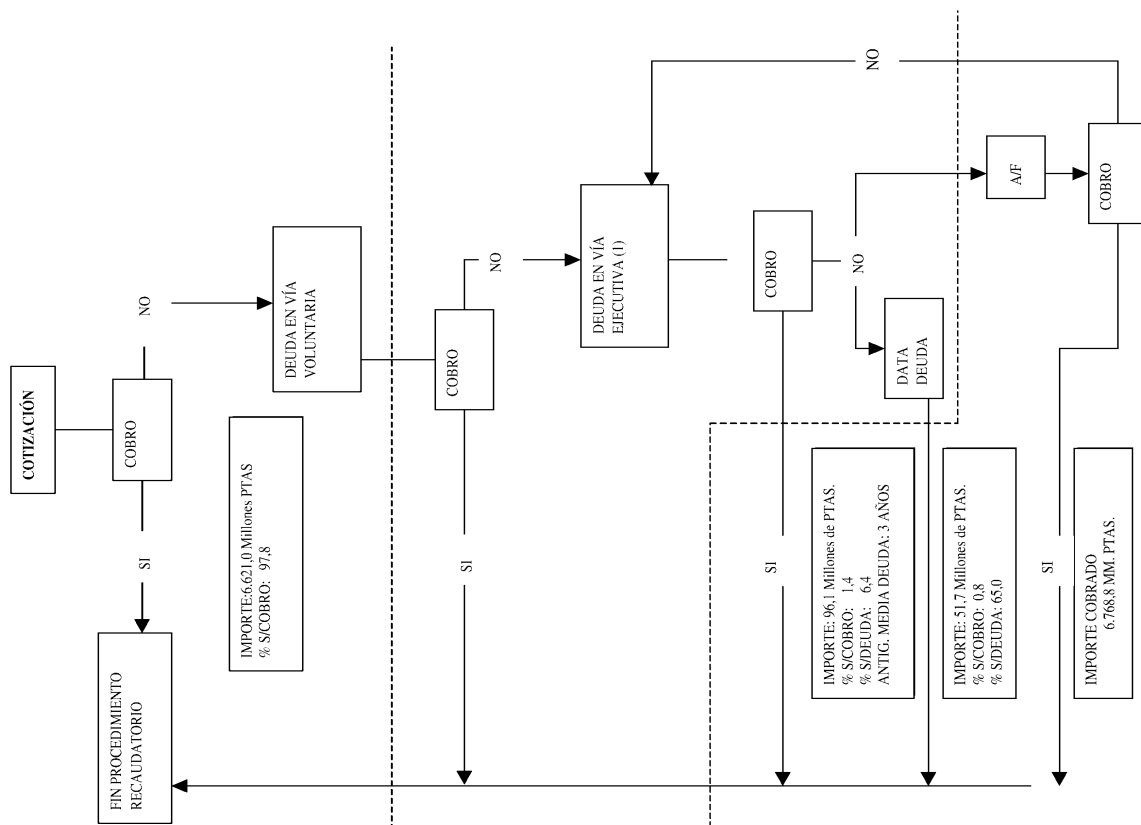 COTIZACIÓN
COBRO
SI
NO
FIN PROCEDIMIENTO
RECAUDATORIO
IMPORTE:6.621,0 Millones PTAS
% S/COBRO: 97,8
DEUDA EN VÍA
VOLUNTARIA
COBRO
SI
NO
DEUDA EN VÍA
EJECUTIVA (1)
COBRO
SI
NO
DATA
DEUDA
IMPORTE: 96,1 Millones de PTAS.
% S/COBRO: 1,4
% S/DEUDA: 6,4
ANTIG. MEDIA DEUDA: 3 AÑOS
IMPORTE: 51,7 Millones de PTAS.
% S/COBRO: 0,8
% S/DEUDA: 65,0
A/F
NO
COBRO
SI
IMPORTE COBRADO
6.768,8 MM. PTAS.